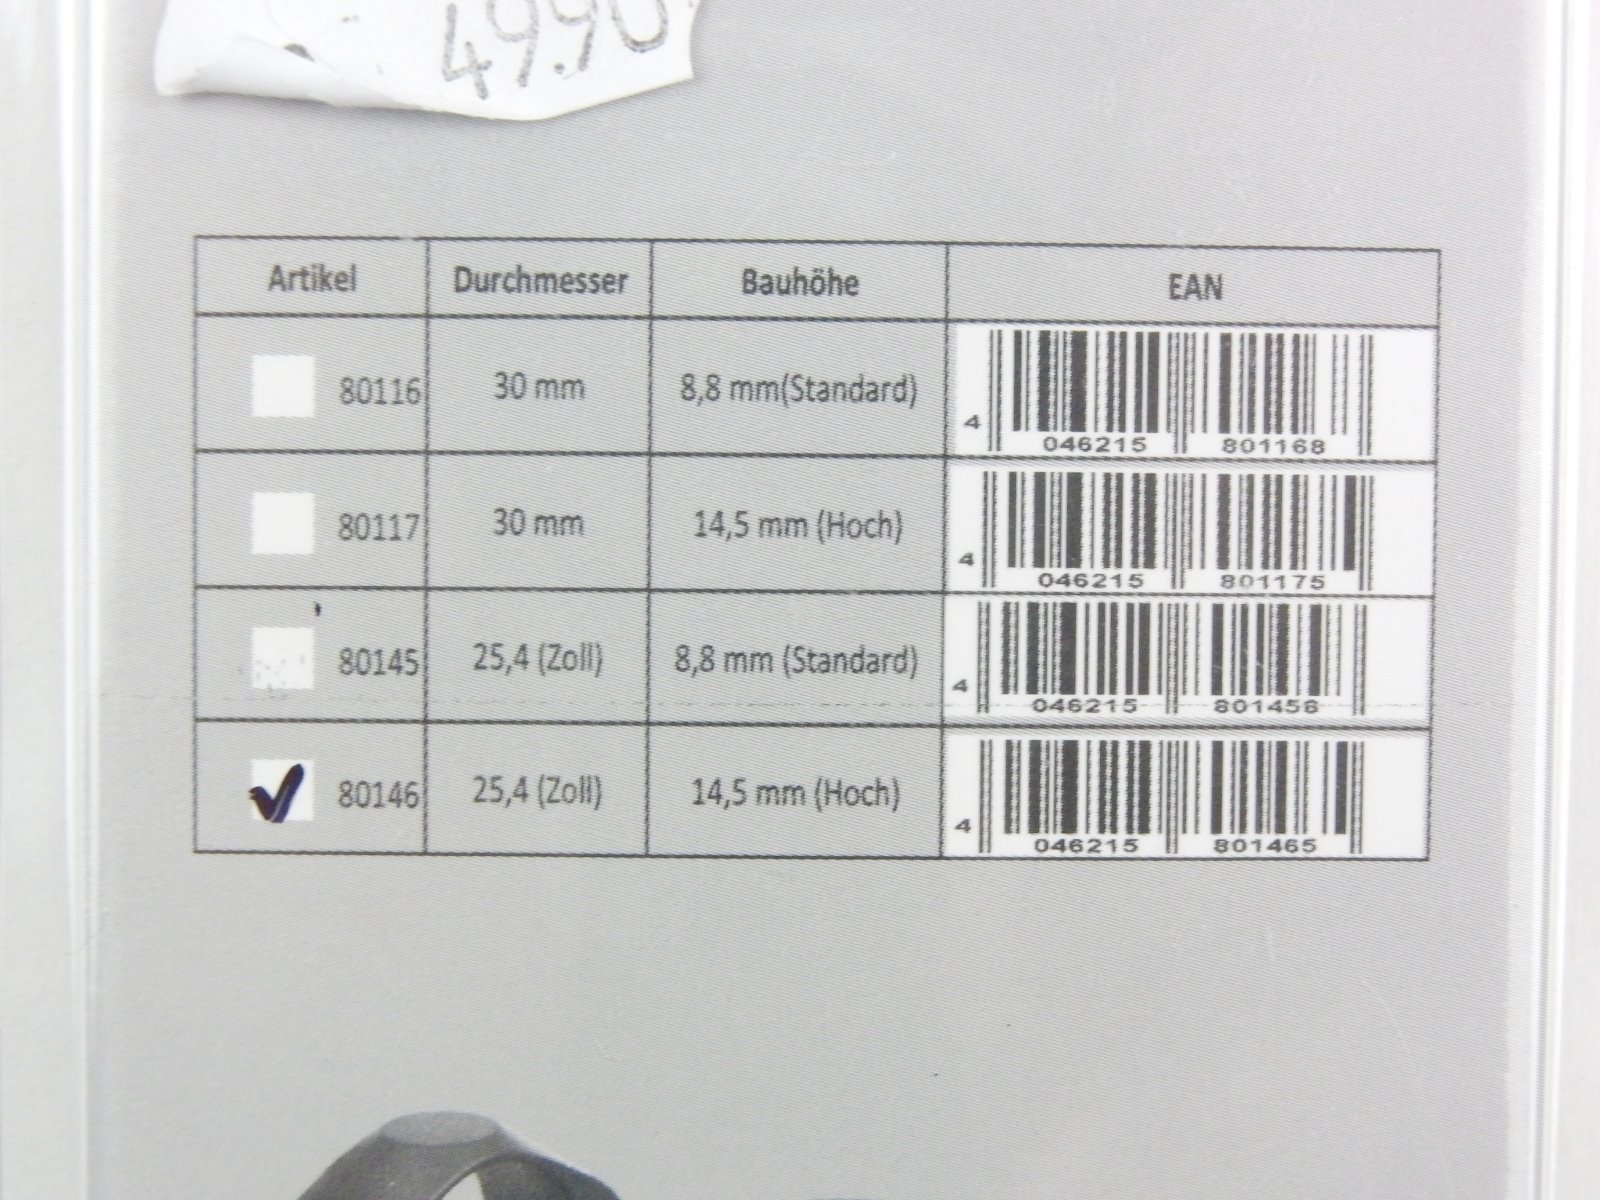 49.90
Artikel Durchmesser Bauhöhe EAN
80116 30 mm 8,8 mm(Standard) 4 046215 801168
80117 30 mm 14,5 mm (Hoch) 4 046215 801175
80145 25,4 (Zoll) 8,8 mm (Standard) 4 046215 801456
80146 25,4 (Zoll) 14,5 mm (Hoch) 4 046215 801465